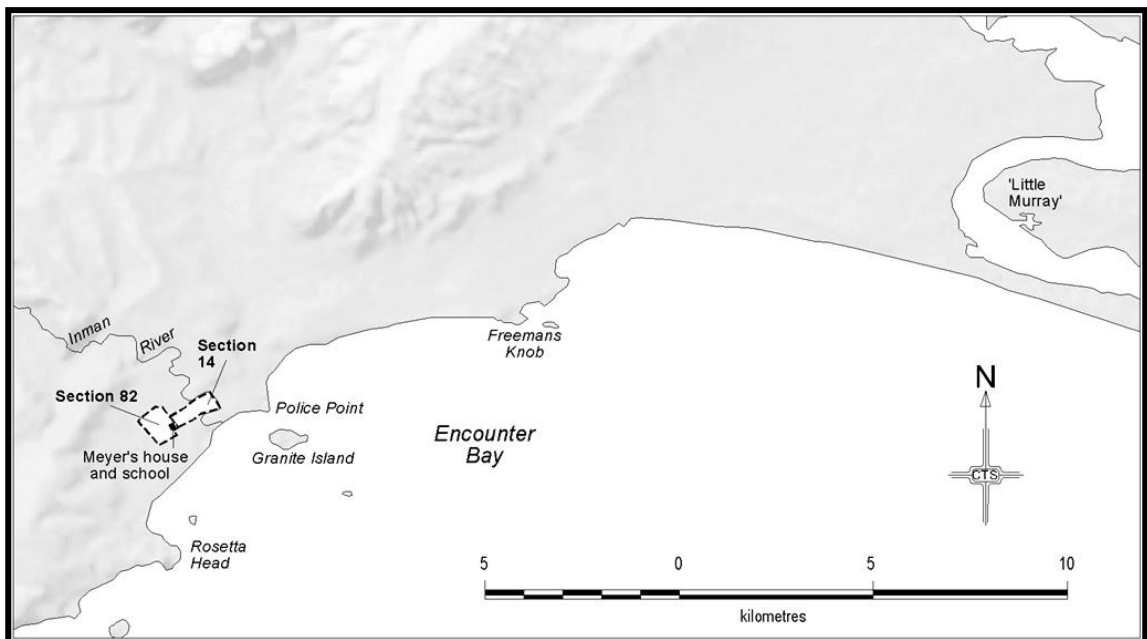 'Little
Murray'
Inman
River
Section
14
Freemans
Knob
Section 82
Police Point
Meyer's house
and school
Granite Island
Encounter
Bay
N
CTS
Rosetta
Head
5 0 5 10
kilometres